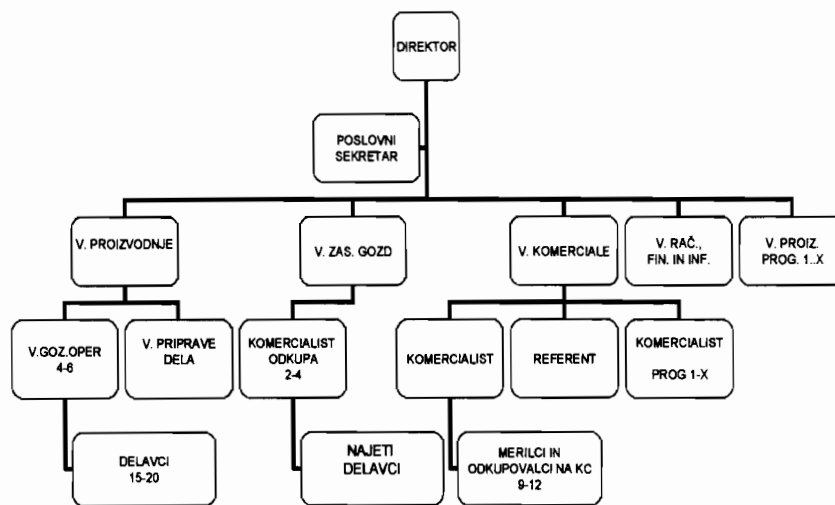 DIREKTOR
POSLOVNI
SEKRETAR
V. PROIZVODNJE
V. ZAS. GOZD
V. KOMERCIALE
V. RAČ.,
FIN. IN INF.
V. PROIZ.
PROG. 1..X
V.GOZ.OPER
4-6
V. PRIPRAVE
DELA
KOMERCIALIST
ODKUPA
2-4
KOMERCIALIST
REFERENT
KOMERCIALIST
PROG 1-X
DELAVCI
15-20
NAJETI
DELAVCI
MERILCI IN
ODKUPOVALCI NA KC
9-12